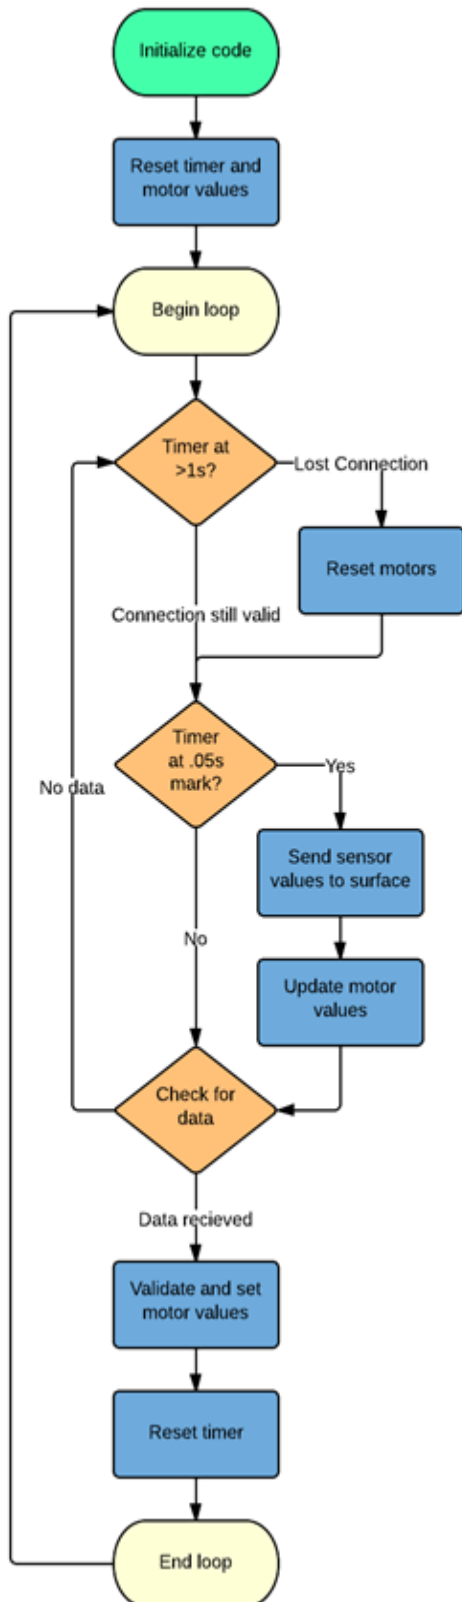 Initialize code
Reset timer and
motor values
Begin loop
Timer at
>1s?
Lost Connection
Reset motors
Connection still valid
Timer
at .05s
mark?
Yes
No data
Send sensor
values to surface
No
Update motor
values
Check for
data
Data recieved
Validate and set
motor values
Reset timer
End loop